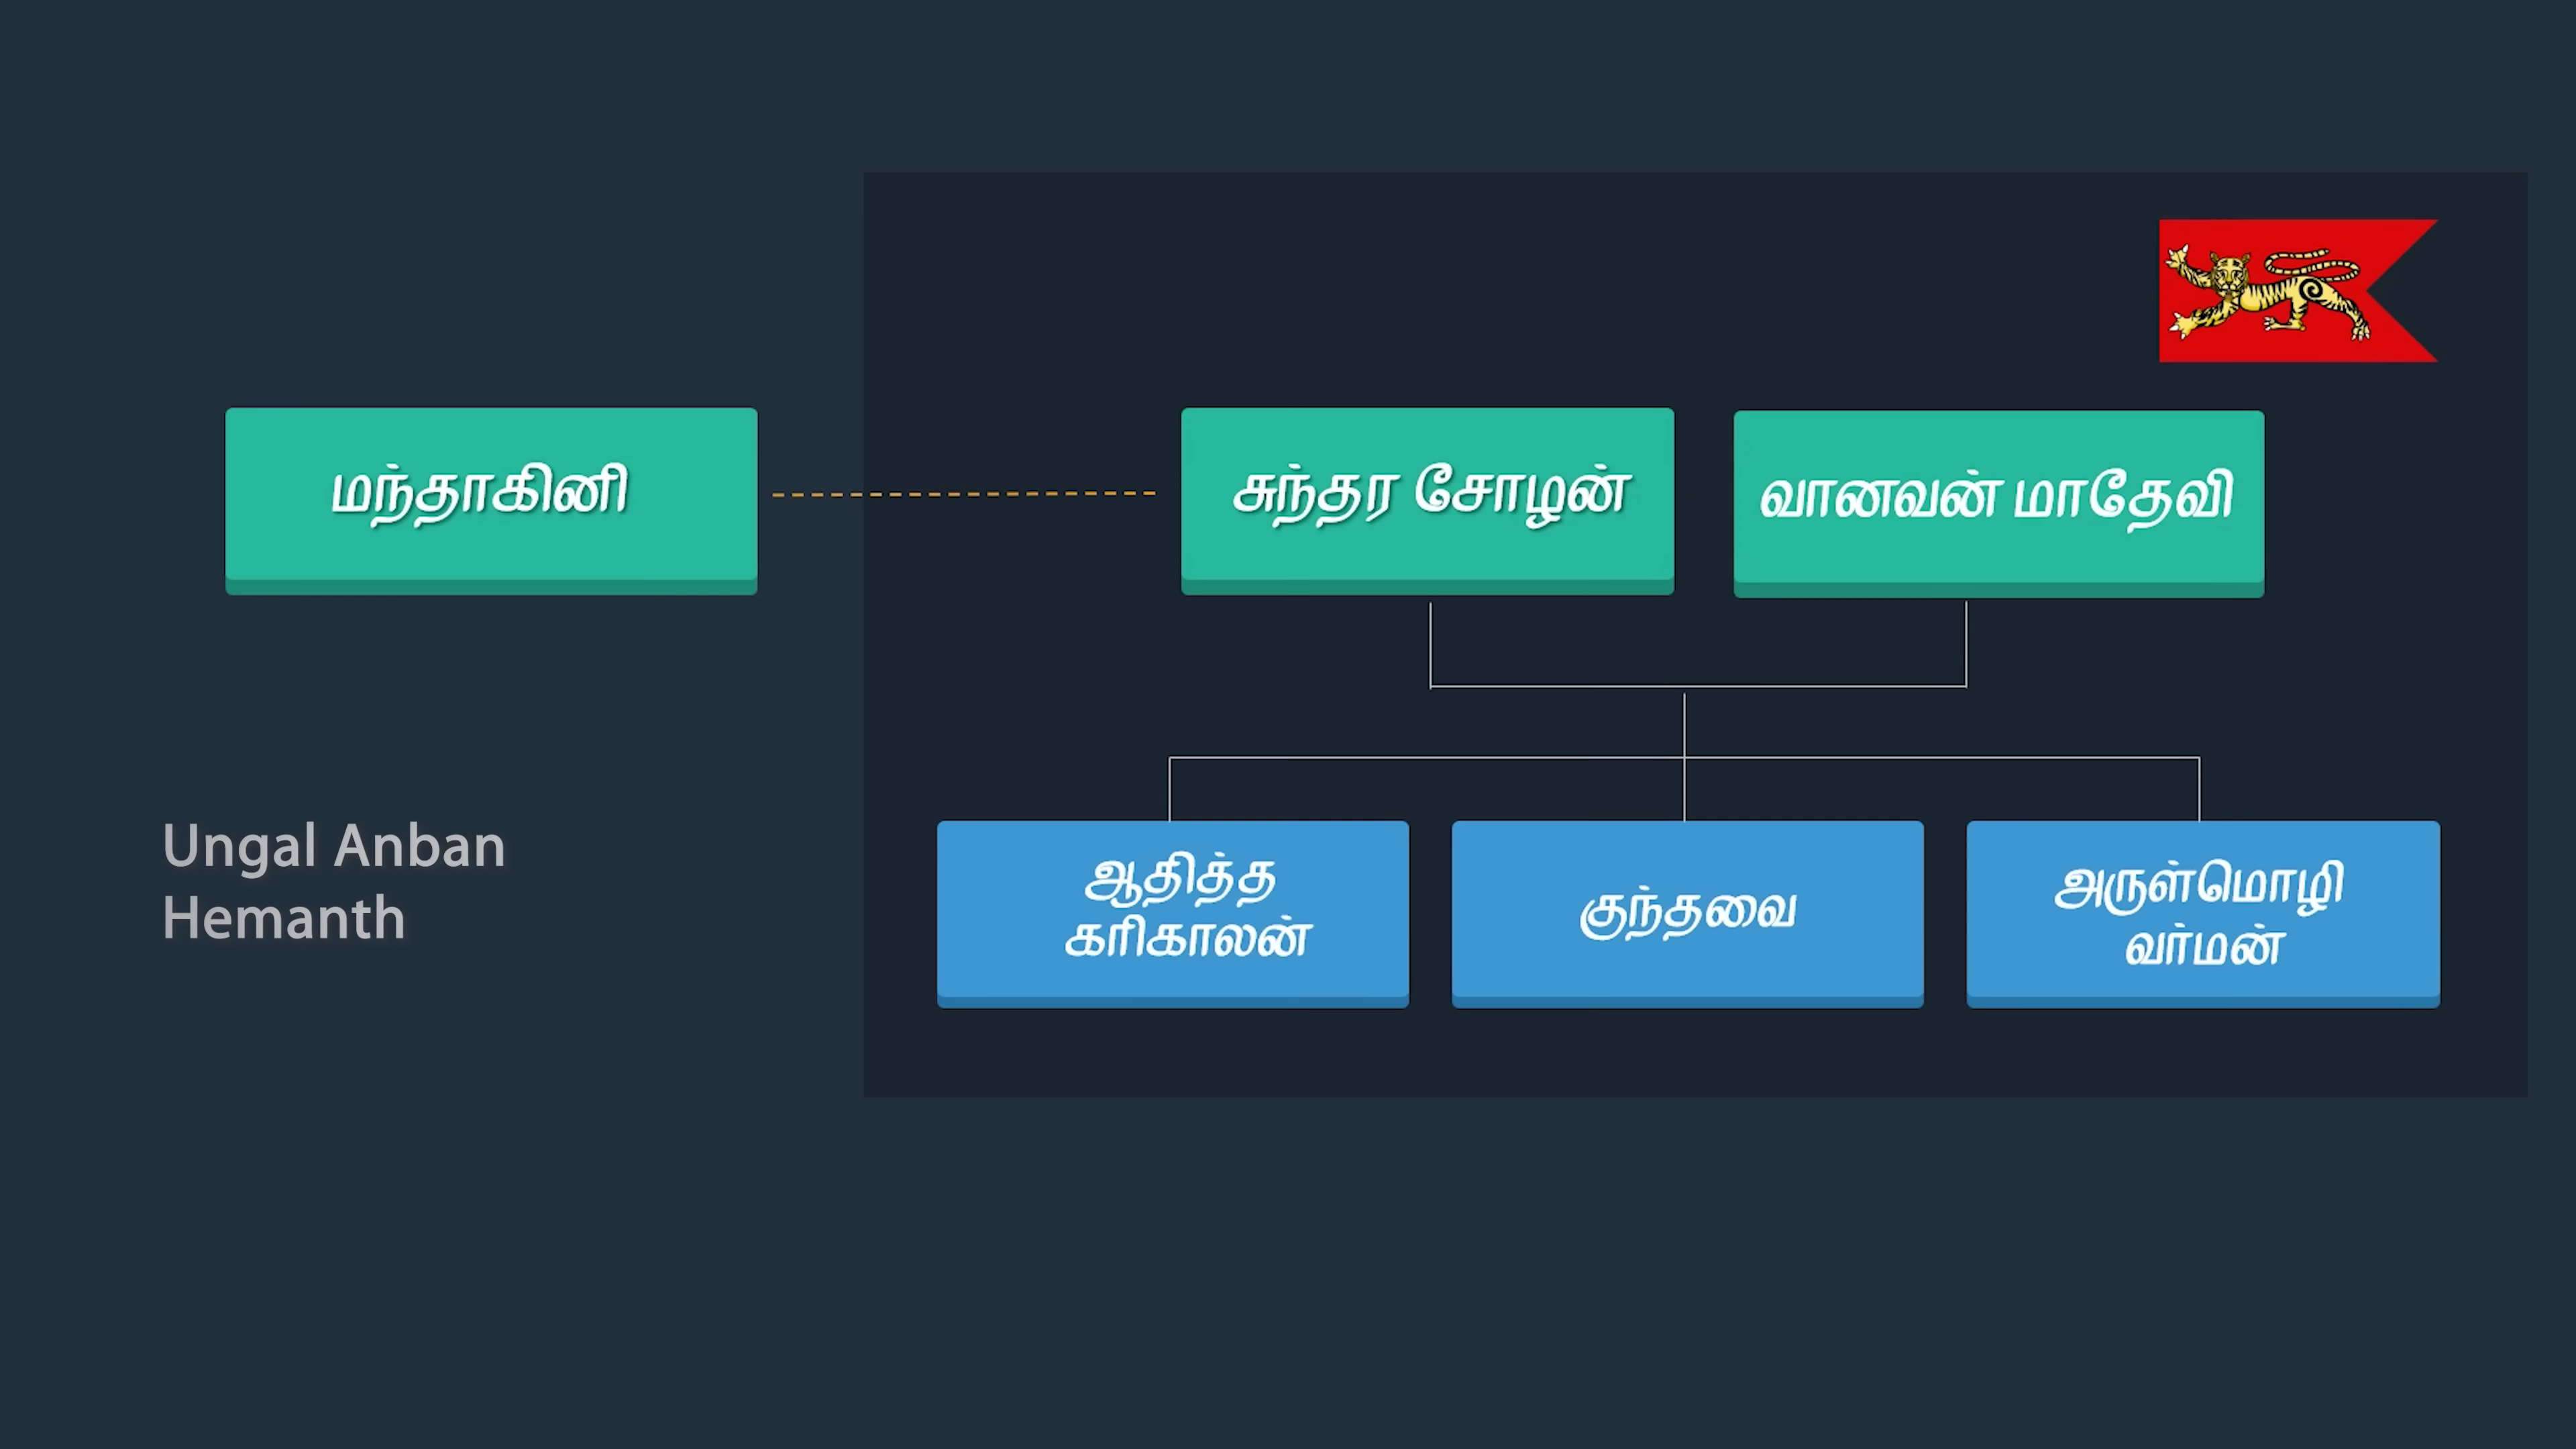 மந்தாகினி
சுந்தர சோழன்
வானவன் மாதேவி
Ungal Anban
Hemanth
ஆதித்த
கரிகாலன்
குந்தவை
அருள்மொழி
வர்மன்